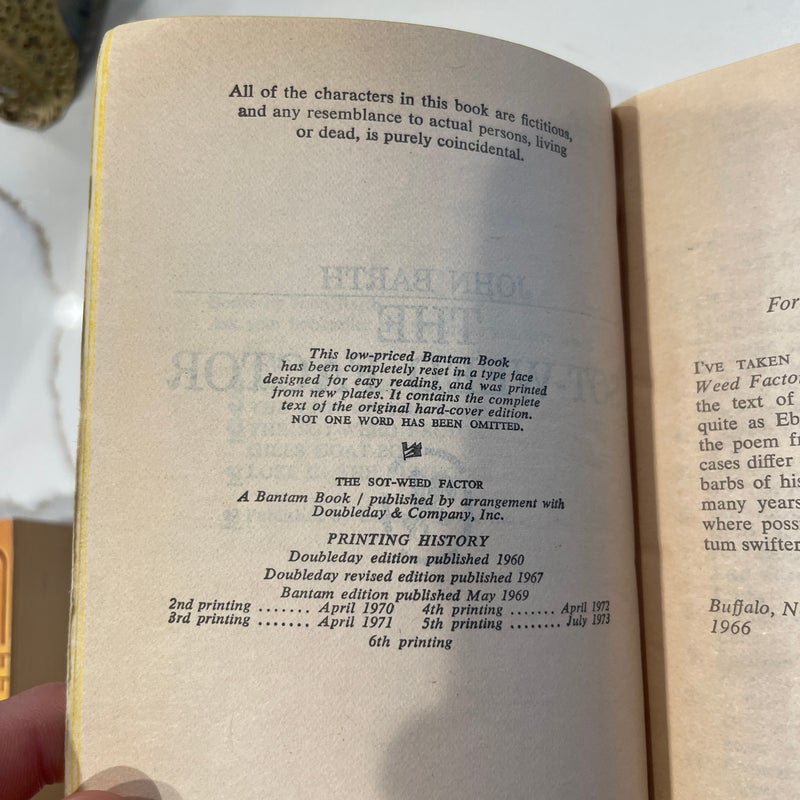 All of the characters in this book are fictitious,
and any resemblance to actual persons, living
or dead, is purely coincidental.
JOHN BARTH
THE
This low-priced Bantam Book
has been completely reset in a type face
designed for easy reading, and was printed
from new plates. It contains the complete
text of the original hard-cover edition.
NOT ONE WORD HAS BEEN OMITTED.
THE SOT-WEED FACTOR
A Bantam Book / published by arrangement with
Doubleday & Company, Inc.
PRINTING HISTORY
Doubleday edition published 1960
Doubleday revised edition published 1967
Bantam edition published May 1969
2nd printing ....... April 1970 4th printing ....... April 1972
3rd printing ....... April 1971 5th printing ........ July 1973
6th printing
For
I'VE TAKEN
Weed Factor
the text of
quite as Eb
the poem fr
cases differ
barbs of his
many years
where possi
tum swifter
Buffalo, N
1966